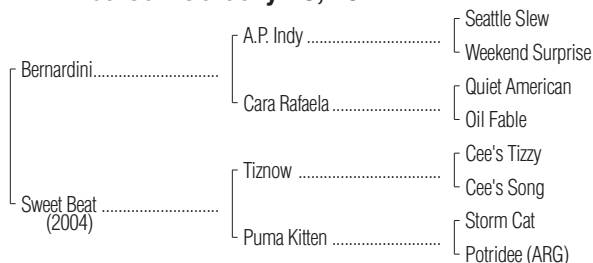 Seattle Slew
A.P. Indy
Weekend Surprise
Bernardini
Quiet American
Cara Rafaela
Oil Fable
Cee's Tizzy
Tiznow
Cee's Song
Sweet Beat
(2004)
Storm Cat
Puma Kitten
Potridee (ARG)